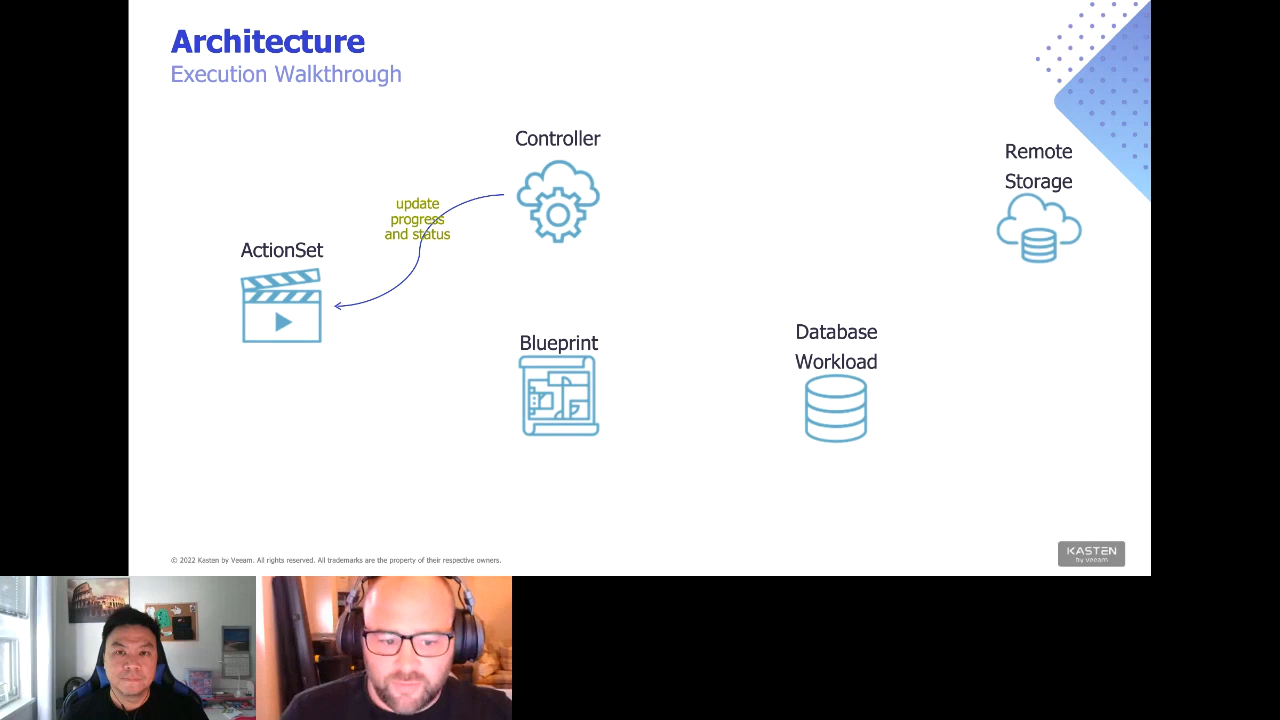 Architecture
Execution Walkthrough
Controller
Remote
Storage
update
progress
and status
ActionSet
Database
Workload
Blueprint
© 2022 Kasten by Veeam. All rights reserved. All trademarks are the property of their respective owners.
KASTEN
by veeam